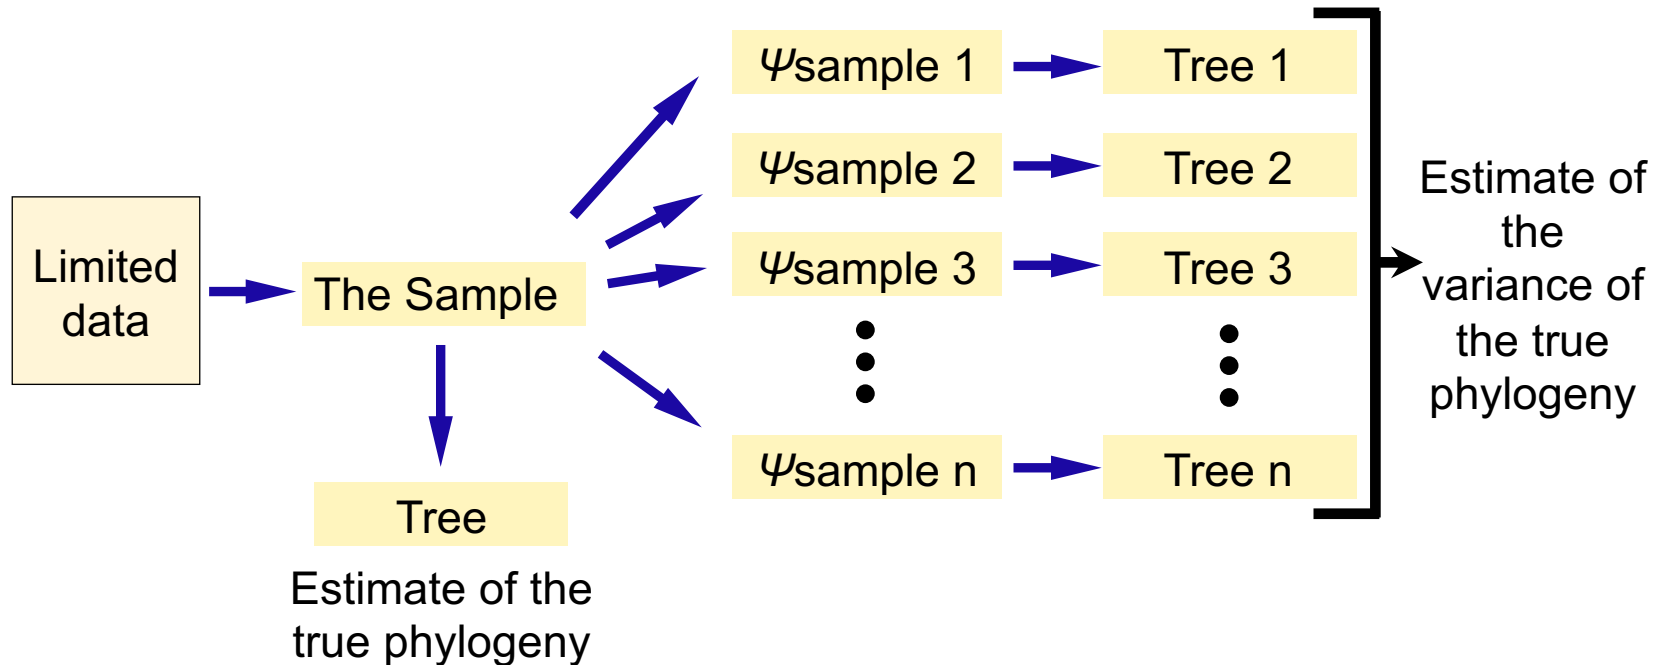 Limited
data
The Sample
Tree
Estimate of the
true phylogeny
Ψsample 1
Tree 1
Ψsample 2
Tree 2
Ψsample 3
Tree 3
Ψsample n
Tree n
Estimate of
the
variance of
the true
phylogeny